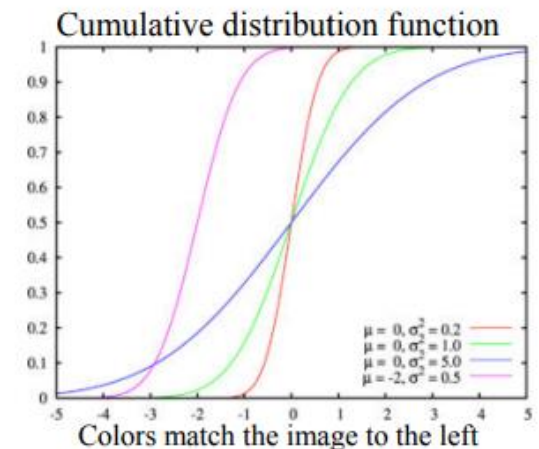 Cumulative distribution function
1
0.9
0.8
0.7
0.6
0.5
0.4
0.3
0.2
0.1
0
μ = 0, σ² = 0.2
μ = 0, σ² = 1.0
μ = 0, σ² = 5.0
μ = -2, σ² = 0.5
-5 -4 -3 -2 -1 0 1 2 3 4 5
Colors match the image to the left